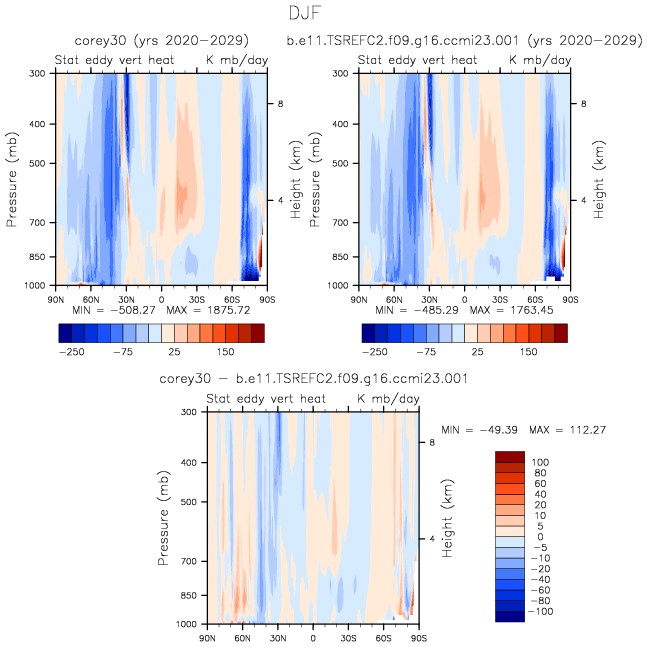 DJF
corey30 (yrs 2020-2029)
Stat eddy vert heat K mb/day
300
400
500
700
850
1000
Pressure (mb)
8
4
Height (km)
90N 60N 30N 0 30S 60S 90S
MIN = -508.27 MAX = 1875.72
-250 -75 25 150
b.e11.TSREFC2.f09.g16.ccmi23.001 (yrs 2020-2029)
Stat eddy vert heat K mb/day
300
400
500
700
850
1000
Pressure (mb)
8
4
Height (km)
90N 60N 30N 0 30S 60S 90S
MIN = -485.29 MAX = 1763.45
-250 -75 25 150
corey30 - b.e11.TSREFC2.f09.g16.ccmi23.001
Stat eddy vert heat K mb/day
300
400
500
700
850
1000
Pressure (mb)
8
4
Height (km)
90N 60N 30N 0 30S 60S 90S
MIN = -49.39 MAX = 112.27
100
80
60
40
20
10
5
0
-5
-10
-20
-40
-60
-80
-100